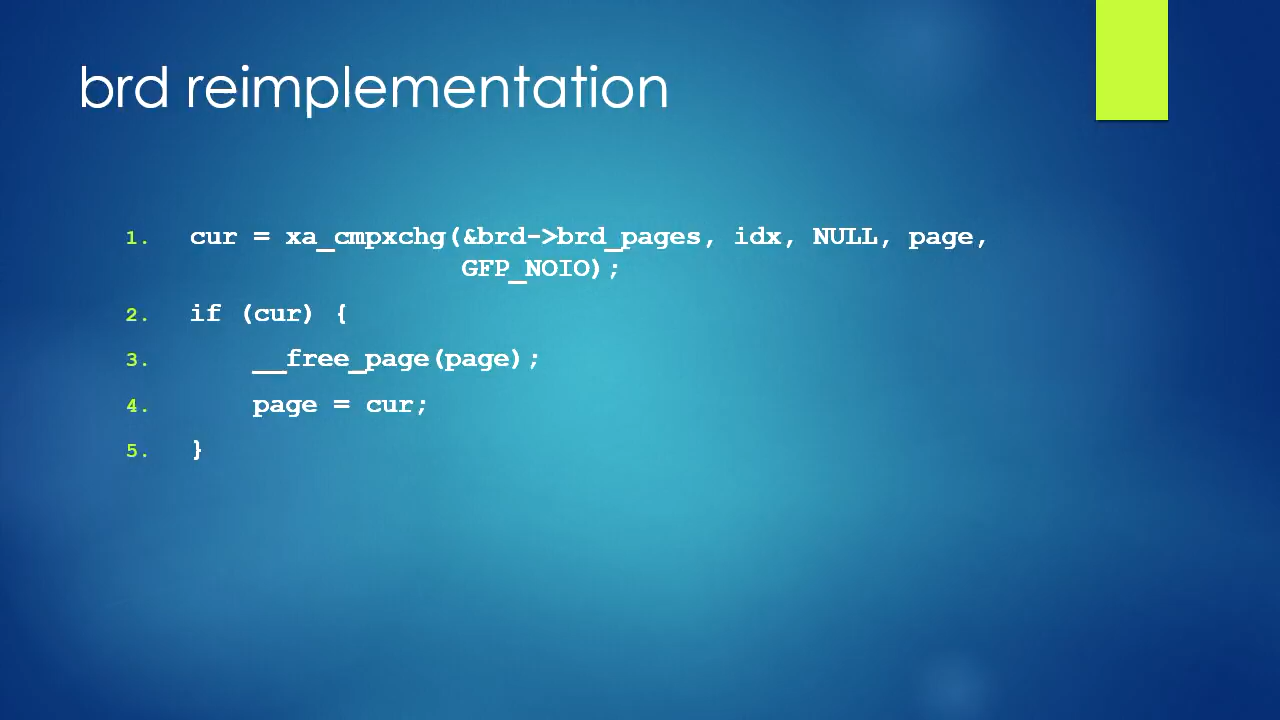 brd reimplementation
1. cur = xa_cmpxchg(&brd->brd_pages, idx, NULL, page,
GFP_NOIO);
2. if (cur) {
3. __free_page(page);
4. page = cur;
5. }